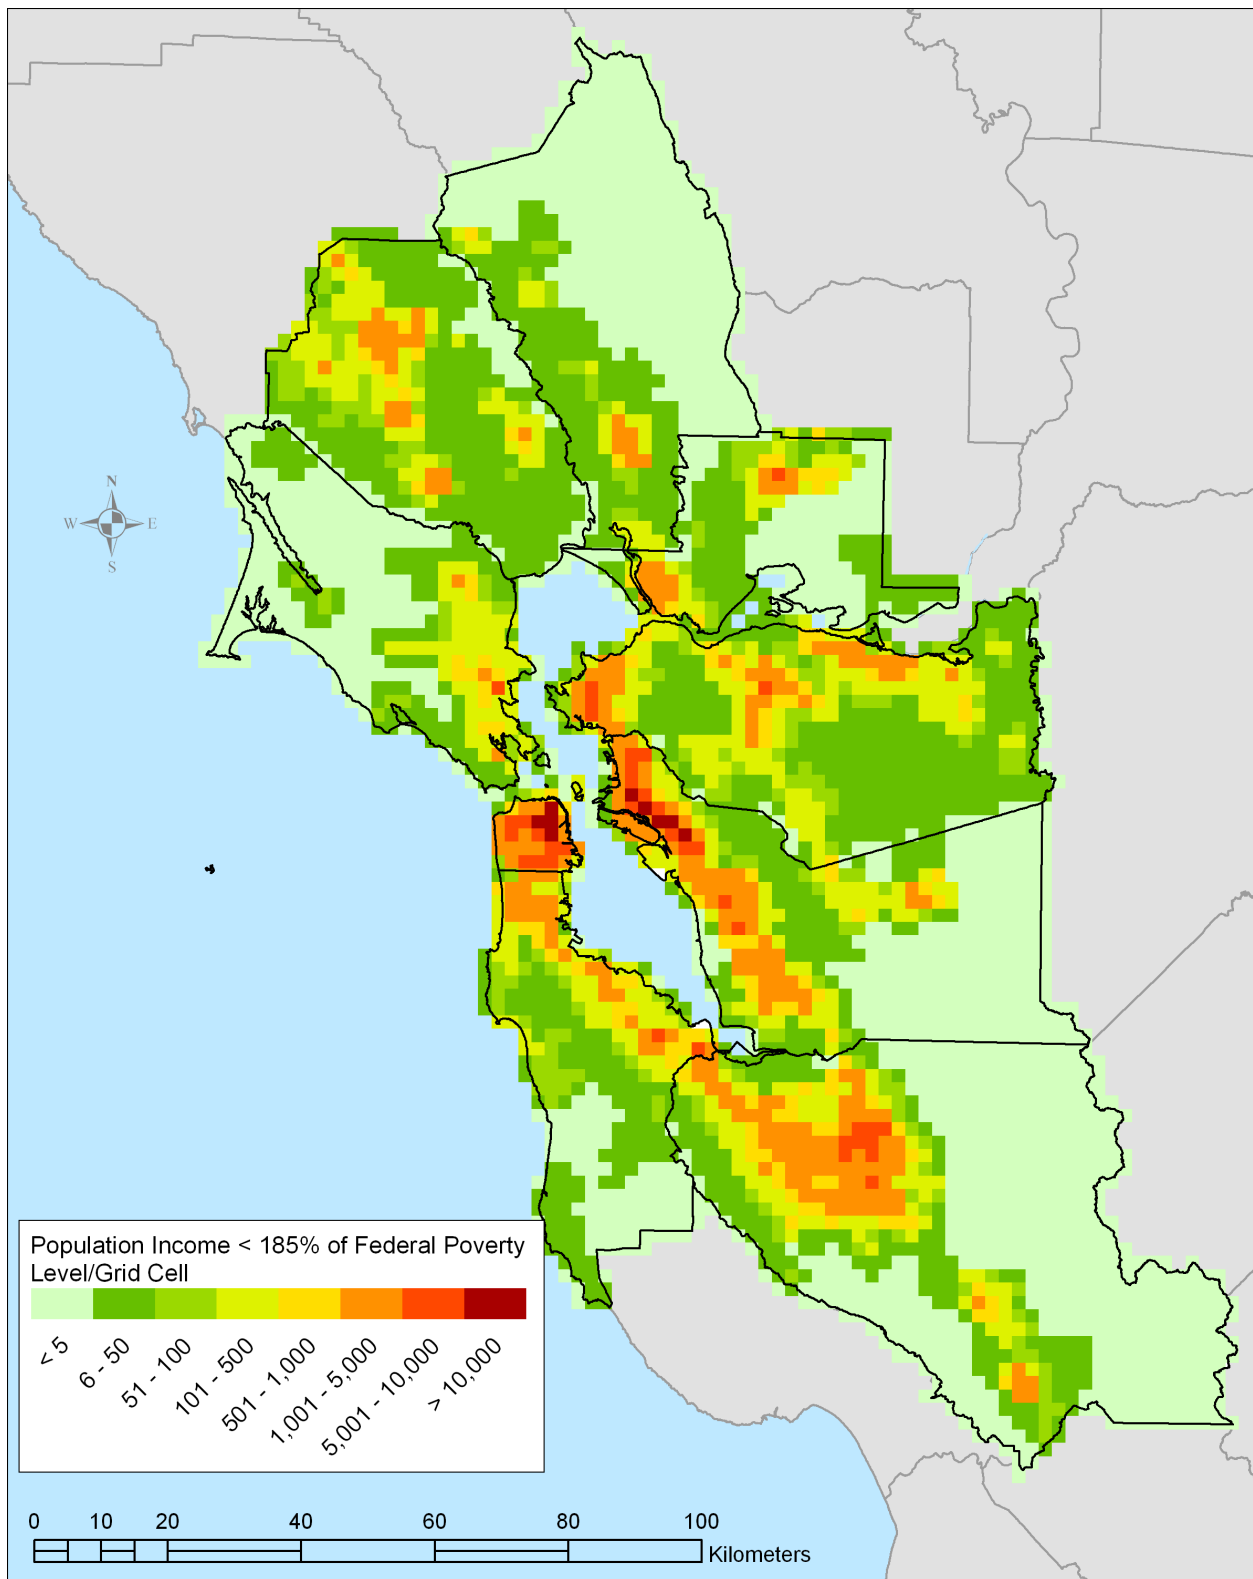 N
W E
S
Population Income < 185% of Federal Poverty
Level/Grid Cell
< 5
6 - 50
51 - 100
101 - 500
501 - 1,000
1,001 - 5,000
5,001 - 10,000
> 10,000
0 10 20 40 60 80 100
Kilometers